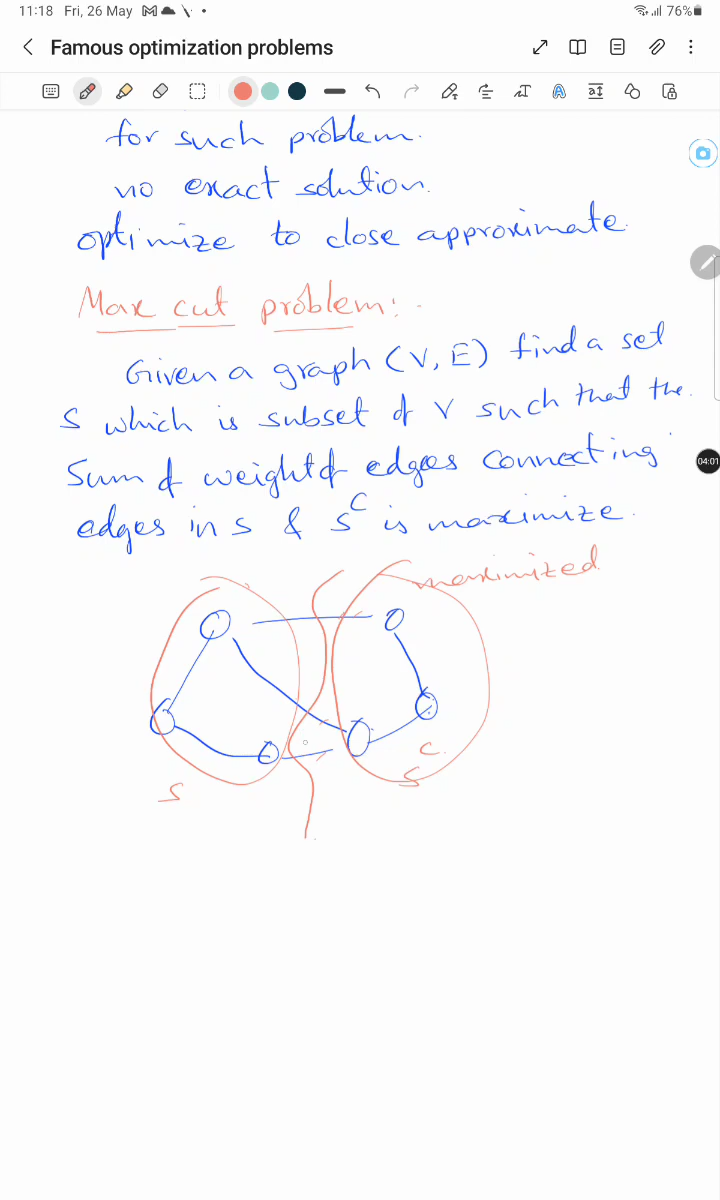 11:18 Fri, 26 May 76%
Famous optimization problems
for such problem.
no exact solution.
optimize to close approximate.
04:01
Max cut problem:-
Given a graph (V, E) find a set
S which is subset of V such that the.
Sum of weight of edges connecting
edges in S & S^C is maximize.
maximized
S
S^C